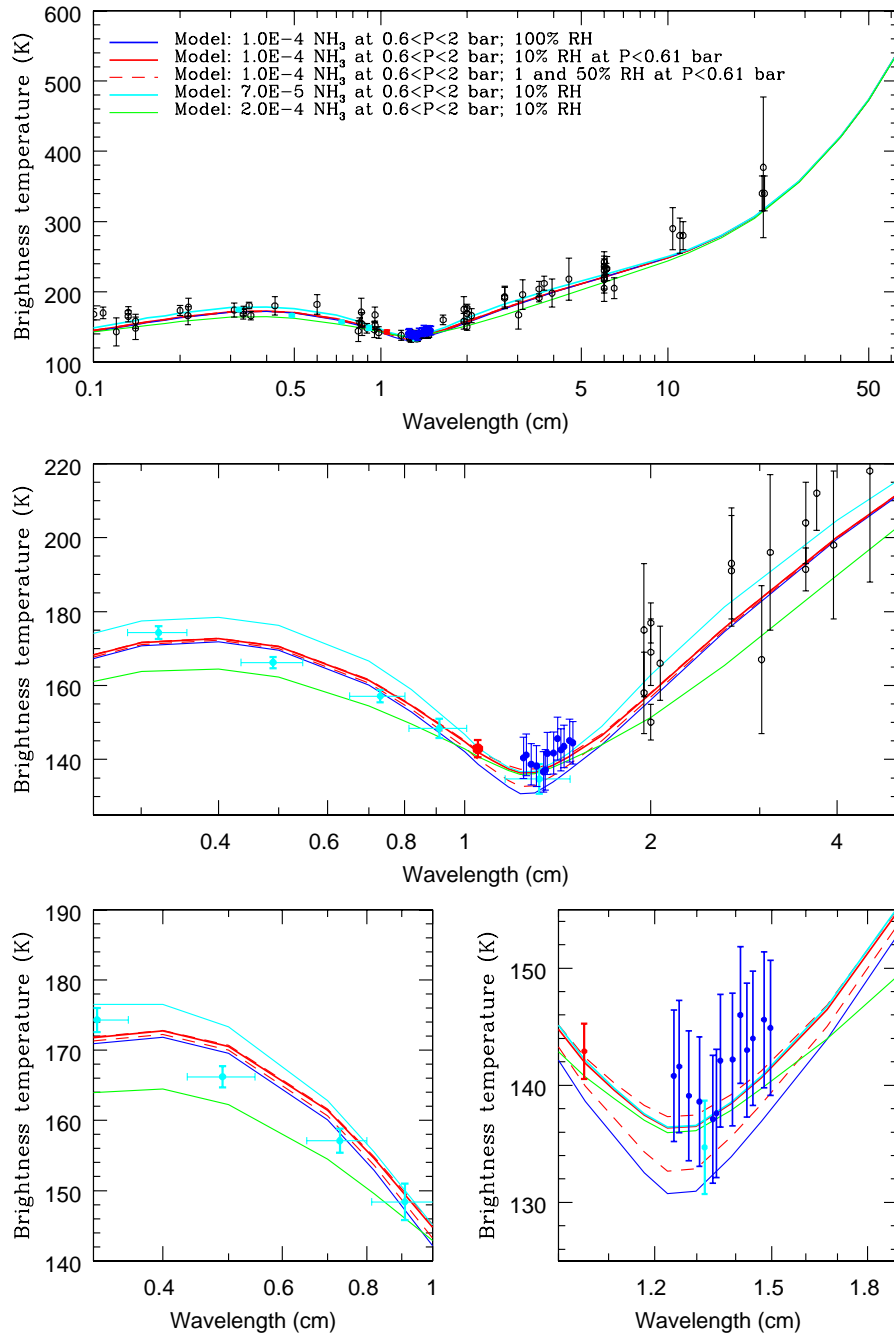 Model: 1.0E-4 NH3 at 0.6<P<2 bar; 100% RH
Model: 1.0E-4 NH3 at 0.6<P<2 bar; 10% RH at P<0.61 bar
Model: 1.0E-4 NH3 at 0.6<P<2 bar; 1 and 50% RH at P<0.61 bar
Model: 7.0E-5 NH3 at 0.6<P<2 bar; 10% RH
Model: 2.0E-4 NH3 at 0.6<P<2 bar; 10% RH
Brightness temperature (K)
600
500
400
300
200
100
0.1 0.5 1 5 10 50
Wavelength (cm)
Brightness temperature (K)
220
200
180
160
140
0.4 0.6 0.8 1 2 4
Wavelength (cm)
Brightness temperature (K)
190
180
170
160
150
140
0.4 0.6 0.8 1
Wavelength (cm)
Brightness temperature (K)
150
140
130
1.2 1.5 1.8
Wavelength (cm)